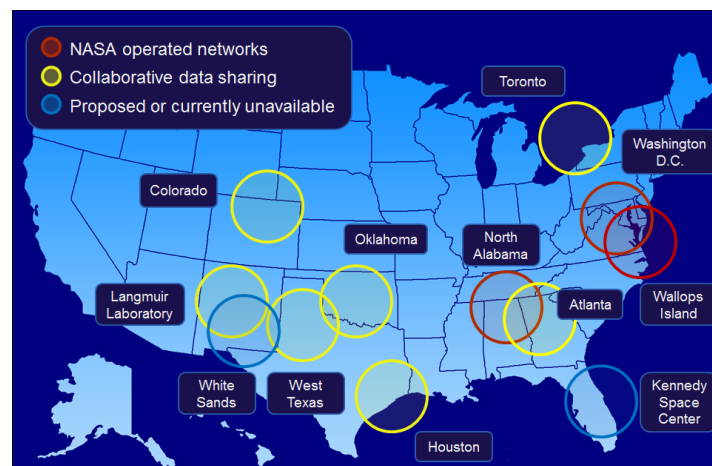 NASA operated networks
Collaborative data sharing
Proposed or currently unavailable
Toronto
Washington
D.C.
Colorado
Oklahoma
North
Alabama
Langmuir
Laboratory
Atlanta
Wallops
Island
White
Sands
West
Texas
Kennedy
Space
Center
Houston